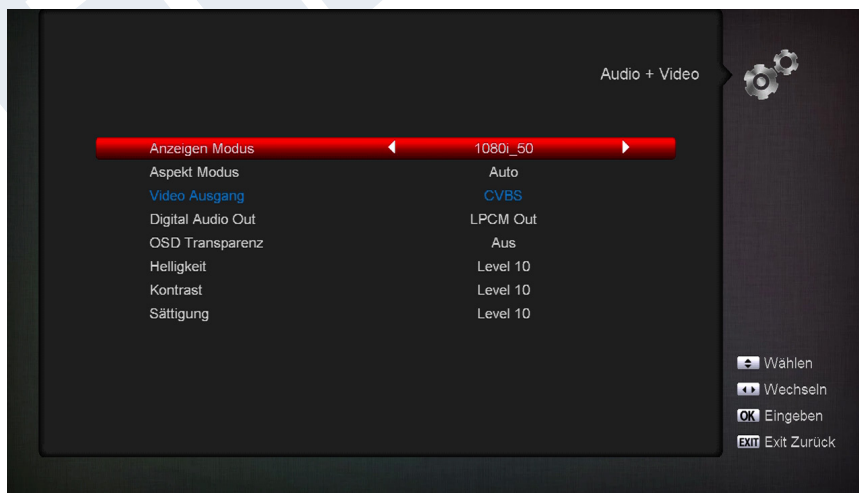 Audio + Video
Anzeigen Modus 1080i_50
Aspekt Modus Auto
Video Ausgang CVBS
Digital Audio Out LPCM Out
OSD Transparenz Aus
Helligkeit Level 10
Kontrast Level 10
Sättigung Level 10
Wählen
Wechseln
OK Eingeben
EXIT Exit Zurück